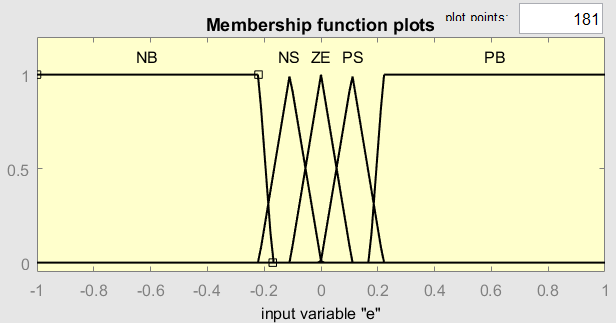 Membership function plots
plot points:
181
NB NS ZE PS PB
1
0.5
0
-1 -0.8 -0.6 -0.4 -0.2 0 0.2 0.4 0.6 0.8 1
input variable "e"